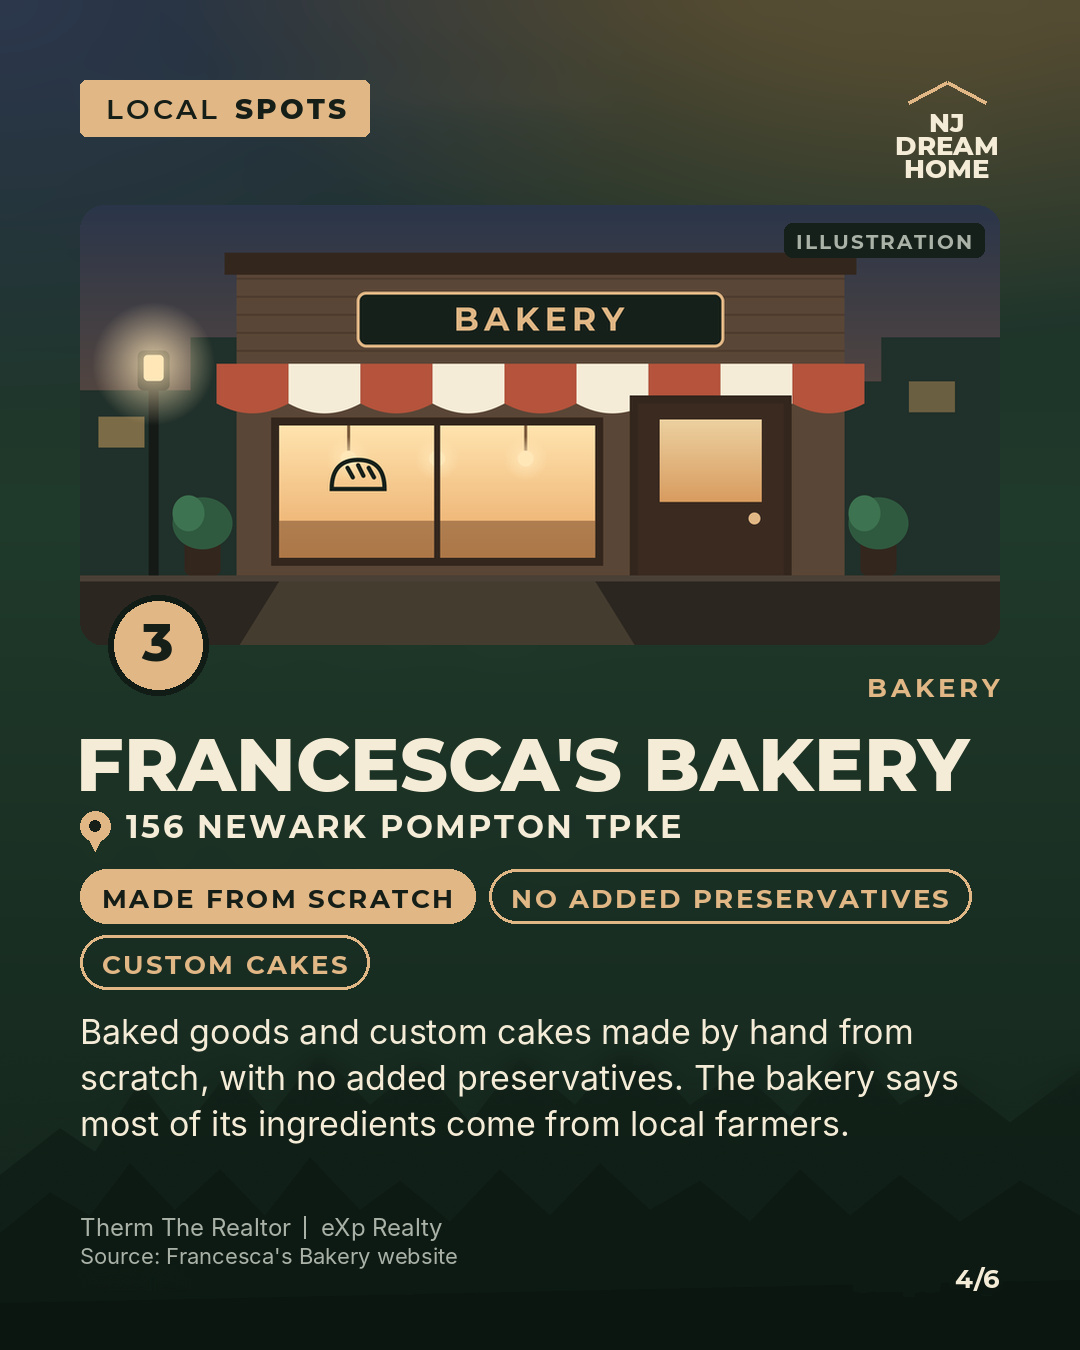 LOCAL SPOTS
NJ
DREAM
HOME
ILLUSTRATION
BAKERY
3
BAKERY
FRANCESCA'S BAKERY
156 NEWARK POMPTON TPKE
MADE FROM SCRATCH
NO ADDED PRESERVATIVES
CUSTOM CAKES
Baked goods and custom cakes made by hand from
scratch, with no added preservatives. The bakery says
most of its ingredients come from local farmers.
Therm The Realtor | eXp Realty
Source: Francesca's Bakery website
4/6